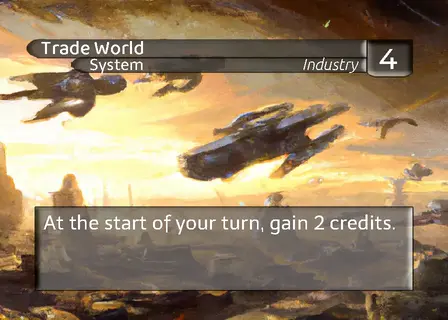 Trade World
System
Industry
4
At the start of your turn, gain 2 credits.